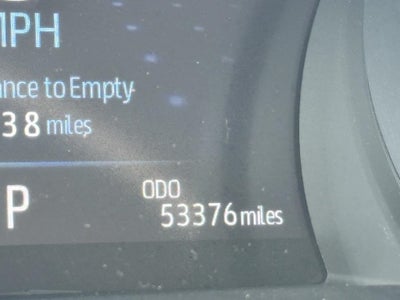 MPH
ance to Empty
38 miles
P
ODO
53376 miles